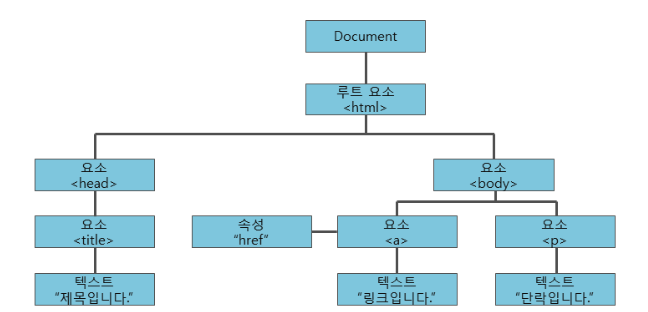 Document
루트 요소
<html>
요소
<head>
요소
<body>
요소
<title>
속성
“href”
요소
<a>
요소
<p>
텍스트
“제목입니다.”
텍스트
“링크입니다.”
텍스트
“단락입니다.”